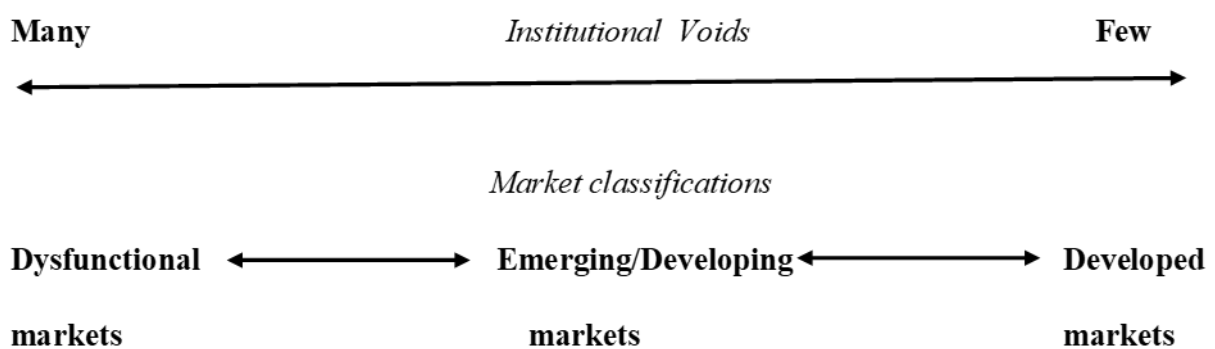 Many Institutional Voids Few
Market classifications
Dysfunctional Emerging/Developing Developed
markets markets markets